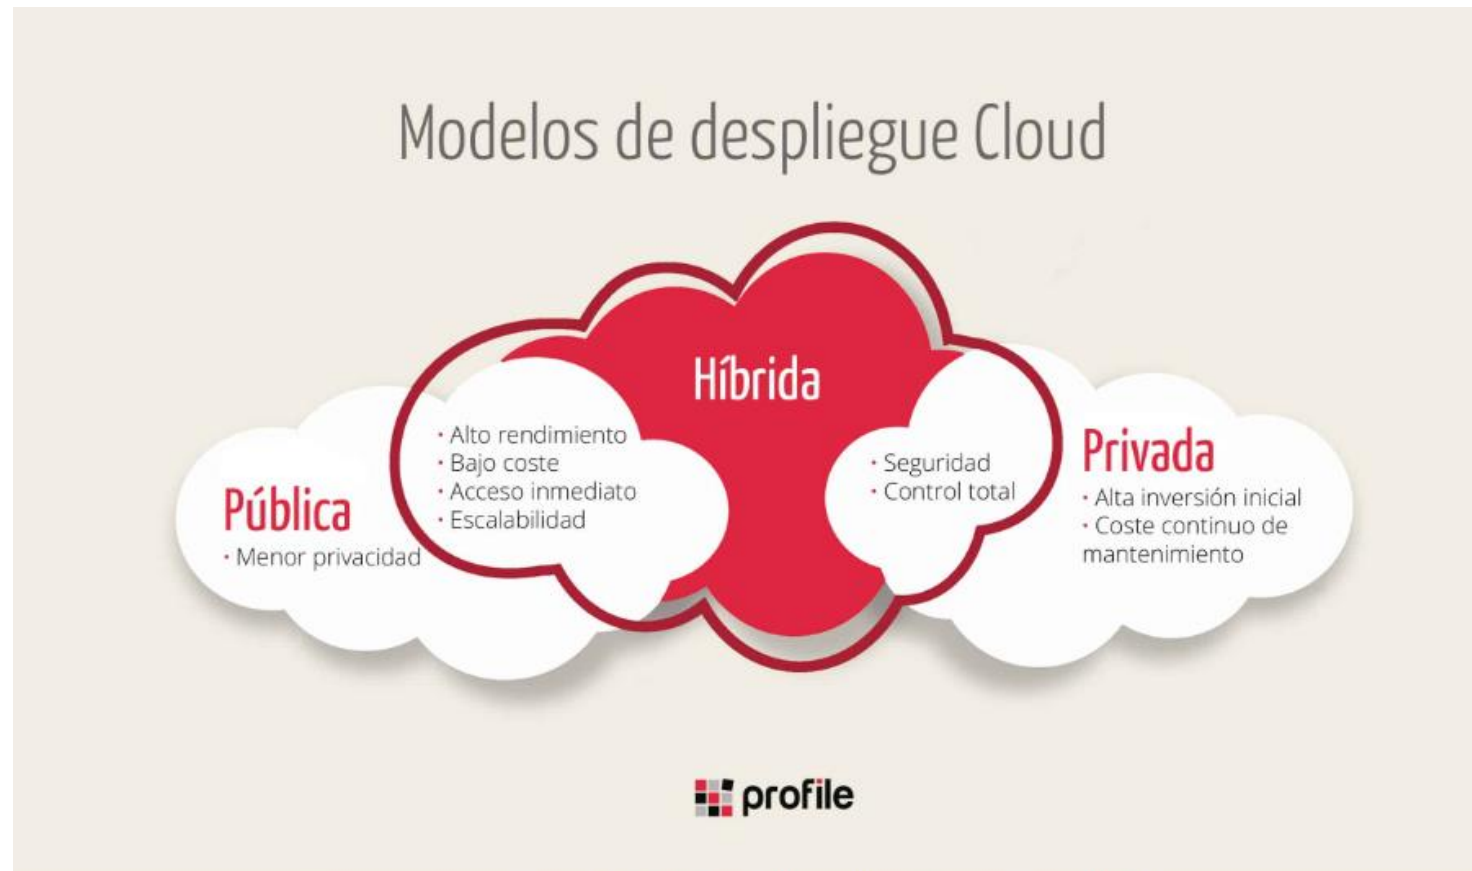 Modelos de despliegue Cloud
Híbrida
Pública
· Menor privacidad
· Alto rendimiento
· Bajo coste
· Acceso inmediato
· Escalabilidad
· Seguridad
· Control total
Privada
· Alta inversión inicial
· Coste continuo de
mantenimiento
profile